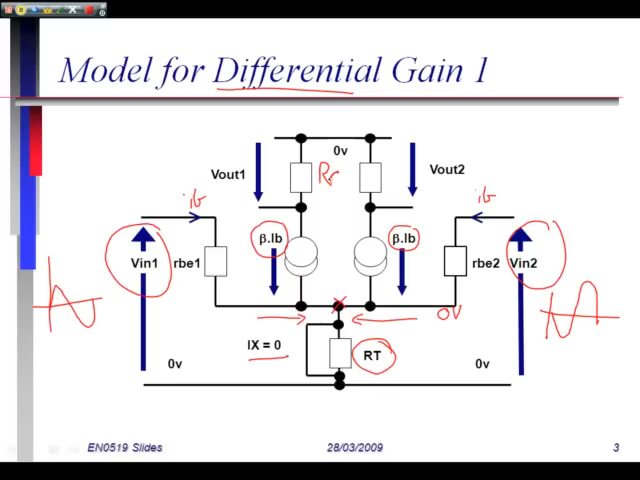 Model for Differential Gain 1
0v
Vout1
Vout2
ib
ib
β.Ib
β.Ib
Vin1
rbe1
rbe2
Vin2
0V
IX = 0
RT
0v
0v
EN0519 Slides
28/03/2009
3